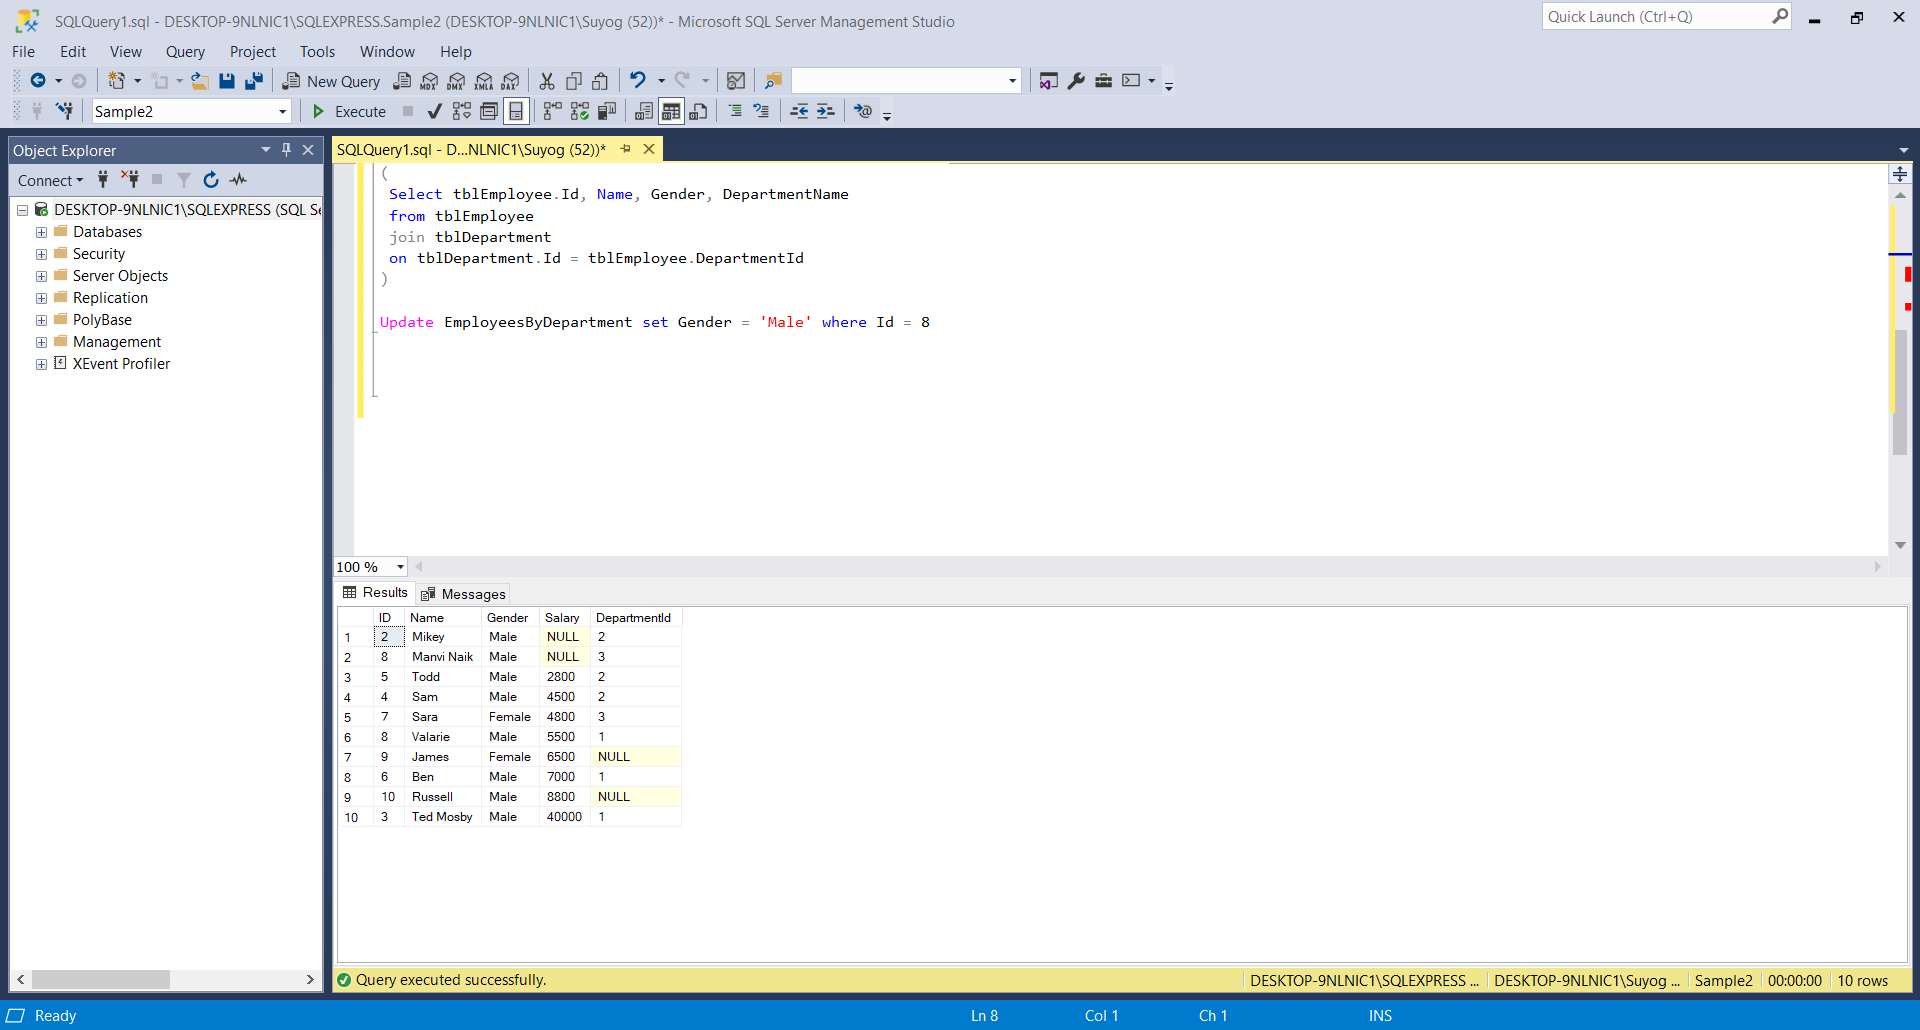 SQLQuery1.sql - DESKTOP-9NLNIC1\SQLEXPRESS.Sample2 (DESKTOP-9NLNIC1\Suyog (52))* - Microsoft SQL Server Management Studio
Quick Launch (Ctrl+Q)
File Edit View Query Project Tools Window Help
New Query MDX DMX XMLA DAX
Sample2 Execute
Object Explorer
SQLQuery1.sql - D...NLNIC1\Suyog (52))*
Connect
DESKTOP-9NLNIC1\SQLEXPRESS (SQL Se
Databases
Security
Server Objects
Replication
PolyBase
Management
XEvent Profiler
(
Select tblEmployee.Id, Name, Gender, DepartmentName
from tblEmployee
join tblDepartment
on tblDepartment.Id = tblEmployee.DepartmentId
)
Update EmployeesByDepartment set Gender = 'Male' where Id = 8
100 %
Results Messages
ID Name Gender Salary DepartmentId
1 2 Mikey Male NULL 2
2 8 Manvi Naik Male NULL 3
3 5 Todd Male 2800 2
4 4 Sam Male 4500 2
5 7 Sara Female 4800 3
6 8 Valarie Male 5500 1
7 9 James Female 6500 NULL
8 6 Ben Male 7000 1
9 10 Russell Male 8800 NULL
10 3 Ted Mosby Male 40000 1
Query executed successfully.
DESKTOP-9NLNIC1\SQLEXPRESS ... DESKTOP-9NLNIC1\Suyog ... Sample2 00:00:00 10 rows
Ready Ln 8 Col 1 Ch 1 INS